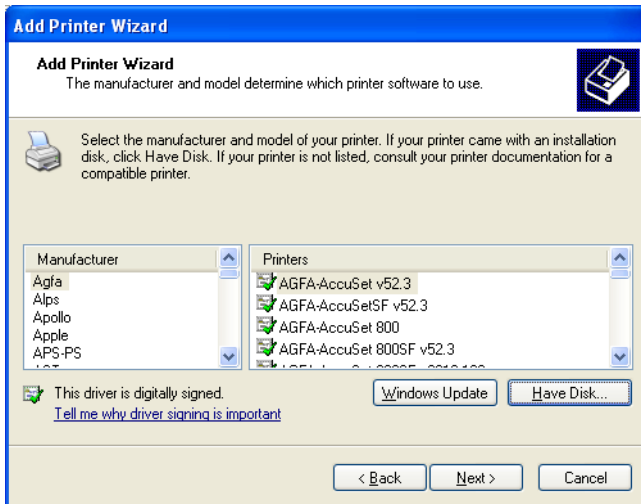 Add Printer Wizard
Add Printer Wizard
The manufacturer and model determine which printer software to use.
Select the manufacturer and model of your printer. If your printer came with an installation
disk, click Have Disk. If your printer is not listed, consult your printer documentation for a
compatible printer.
Manufacturer
Agfa
Alps
Apollo
Apple
APS-PS
Printers
AGFA-AccuSet v52.3
AGFA-AccuSetSF v52.3
AGFA-AccuSet 800
AGFA-AccuSet 800SF v52.3
This driver is digitally signed.
Tell me why driver signing is important
Windows Update
Have Disk...
< Back
Next >
Cancel